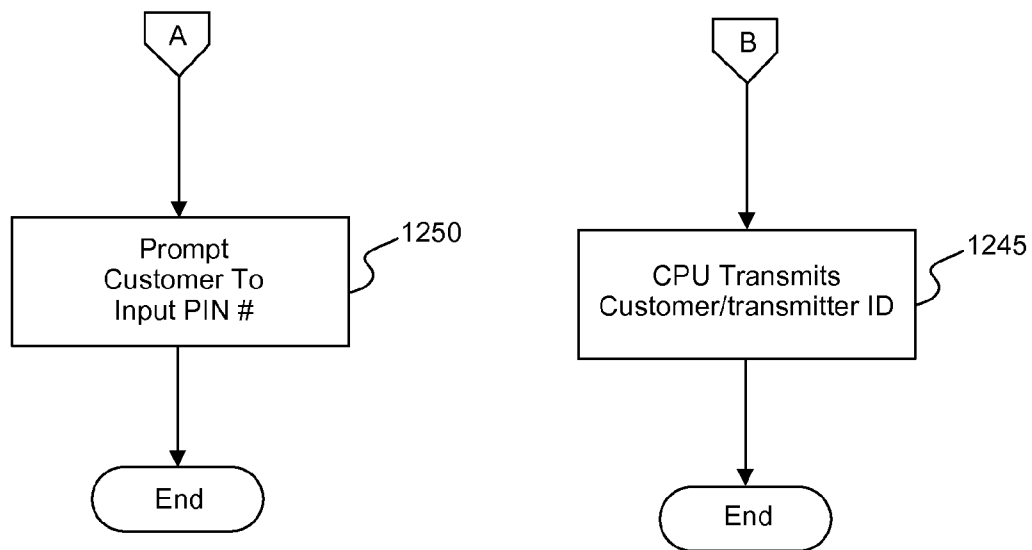 A
Prompt
Customer To
Input PIN #
1250
End
B
CPU Transmits
Customer/transmitter ID
1245
End